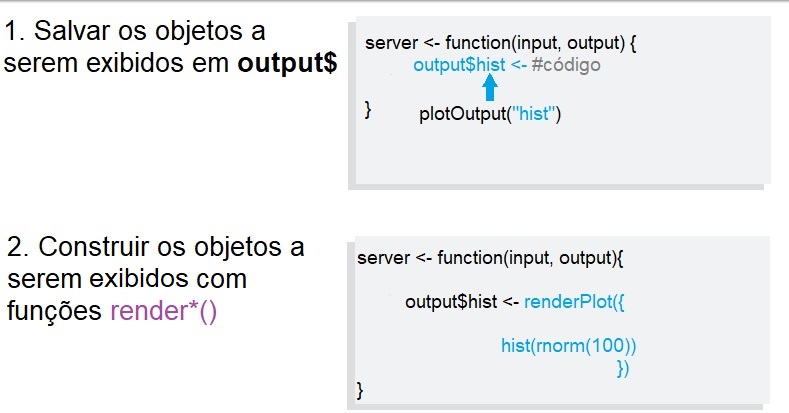 1. Salvar os objetos a
serem exibidos em output$
server <- function(input, output) {
output$hist <- #código
}
plotOutput("hist")
2. Construir os objetos a
serem exibidos com
funções render*()
server <- function(input, output){
output$hist <- renderPlot({
hist(rnorm(100))
})
}